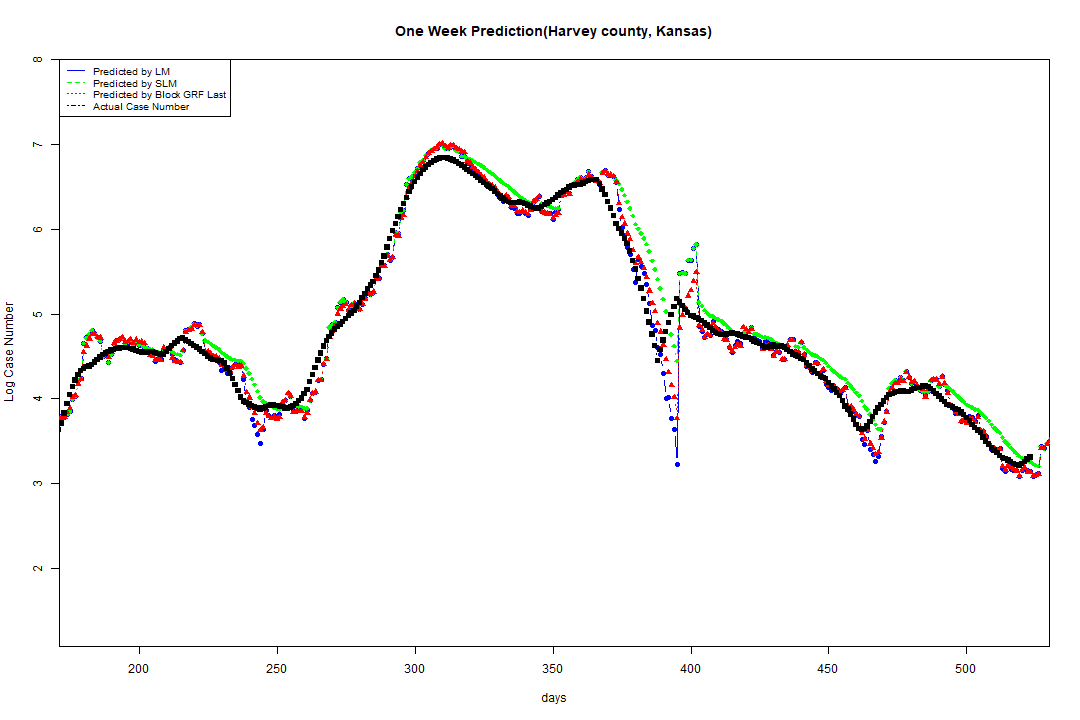 One Week Prediction(Harvey county, Kansas)
Predicted by LM
Predicted by SLM
Predicted by Block GRF Last
Actual Case Number
Log Case Number
8
7
6
5
4
3
2
200 250 300 350 400 450 500
days